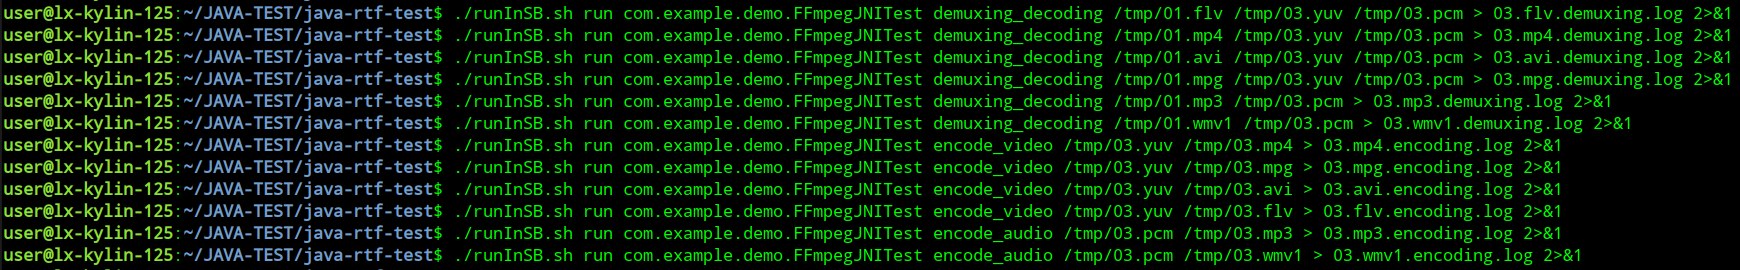 user@lx-kylin-125:~/JAVA-TEST/java-rtf-test$ ./runInSB.sh run com.example.demo.FFmpegJNITest demuxing_decoding /tmp/01.flv /tmp/03.yuv /tmp/03.pcm > 03.flv.demuxing.log 2>&1
user@lx-kylin-125:~/JAVA-TEST/java-rtf-test$ ./runInSB.sh run com.example.demo.FFmpegJNITest demuxing_decoding /tmp/01.mp4 /tmp/03.yuv /tmp/03.pcm > 03.mp4.demuxing.log 2>&1
user@lx-kylin-125:~/JAVA-TEST/java-rtf-test$ ./runInSB.sh run com.example.demo.FFmpegJNITest demuxing_decoding /tmp/01.avi /tmp/03.yuv /tmp/03.pcm > 03.avi.demuxing.log 2>&1
user@lx-kylin-125:~/JAVA-TEST/java-rtf-test$ ./runInSB.sh run com.example.demo.FFmpegJNITest demuxing_decoding /tmp/01.mpg /tmp/03.yuv /tmp/03.pcm > 03.mpg.demuxing.log 2>&1
user@lx-kylin-125:~/JAVA-TEST/java-rtf-test$ ./runInSB.sh run com.example.demo.FFmpegJNITest demuxing_decoding /tmp/01.mp3 /tmp/03.pcm > 03.mp3.demuxing.log 2>&1
user@lx-kylin-125:~/JAVA-TEST/java-rtf-test$ ./runInSB.sh run com.example.demo.FFmpegJNITest demuxing_decoding /tmp/01.wmv1 /tmp/03.pcm > 03.wmv1.demuxing.log 2>&1
user@lx-kylin-125:~/JAVA-TEST/java-rtf-test$ ./runInSB.sh run com.example.demo.FFmpegJNITest encode_video /tmp/03.yuv /tmp/03.mp4 > 03.mp4.encoding.log 2>&1
user@lx-kylin-125:~/JAVA-TEST/java-rtf-test$ ./runInSB.sh run com.example.demo.FFmpegJNITest encode_video /tmp/03.yuv /tmp/03.mpg > 03.mpg.encoding.log 2>&1
user@lx-kylin-125:~/JAVA-TEST/java-rtf-test$ ./runInSB.sh run com.example.demo.FFmpegJNITest encode_video /tmp/03.yuv /tmp/03.avi > 03.avi.encoding.log 2>&1
user@lx-kylin-125:~/JAVA-TEST/java-rtf-test$ ./runInSB.sh run com.example.demo.FFmpegJNITest encode_video /tmp/03.yuv /tmp/03.flv > 03.flv.encoding.log 2>&1
user@lx-kylin-125:~/JAVA-TEST/java-rtf-test$ ./runInSB.sh run com.example.demo.FFmpegJNITest encode_audio /tmp/03.pcm /tmp/03.mp3 > 03.mp3.encoding.log 2>&1
user@lx-kylin-125:~/JAVA-TEST/java-rtf-test$ ./runInSB.sh run com.example.demo.FFmpegJNITest encode_audio /tmp/03.pcm /tmp/03.wmv1 > 03.wmv1.encoding.log 2>&1